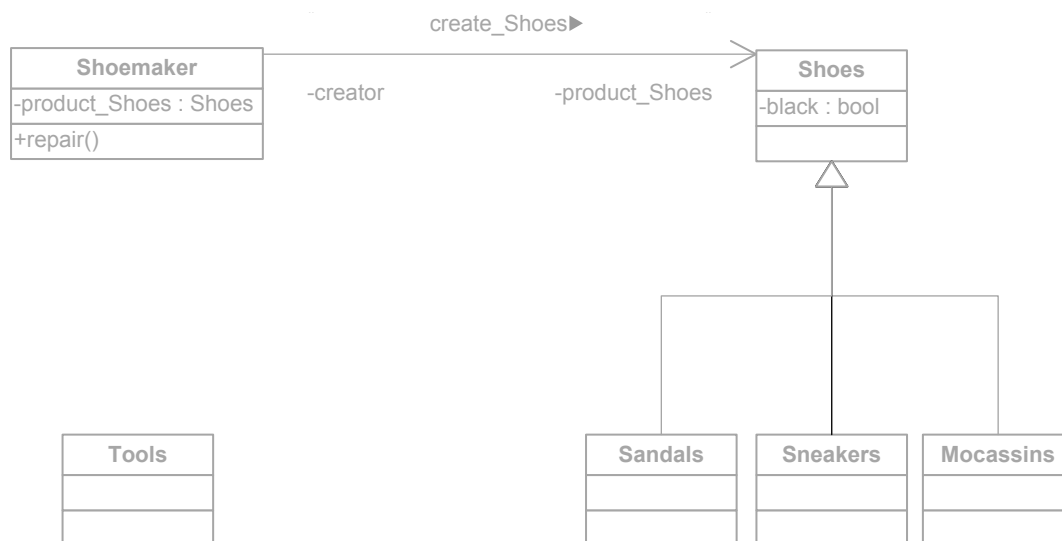 create_Shoes▶
Shoemaker
-product_Shoes : Shoes
+repair()
-creator
-product_Shoes
Shoes
-black : bool
Tools
Sandals
Sneakers
Mocassins